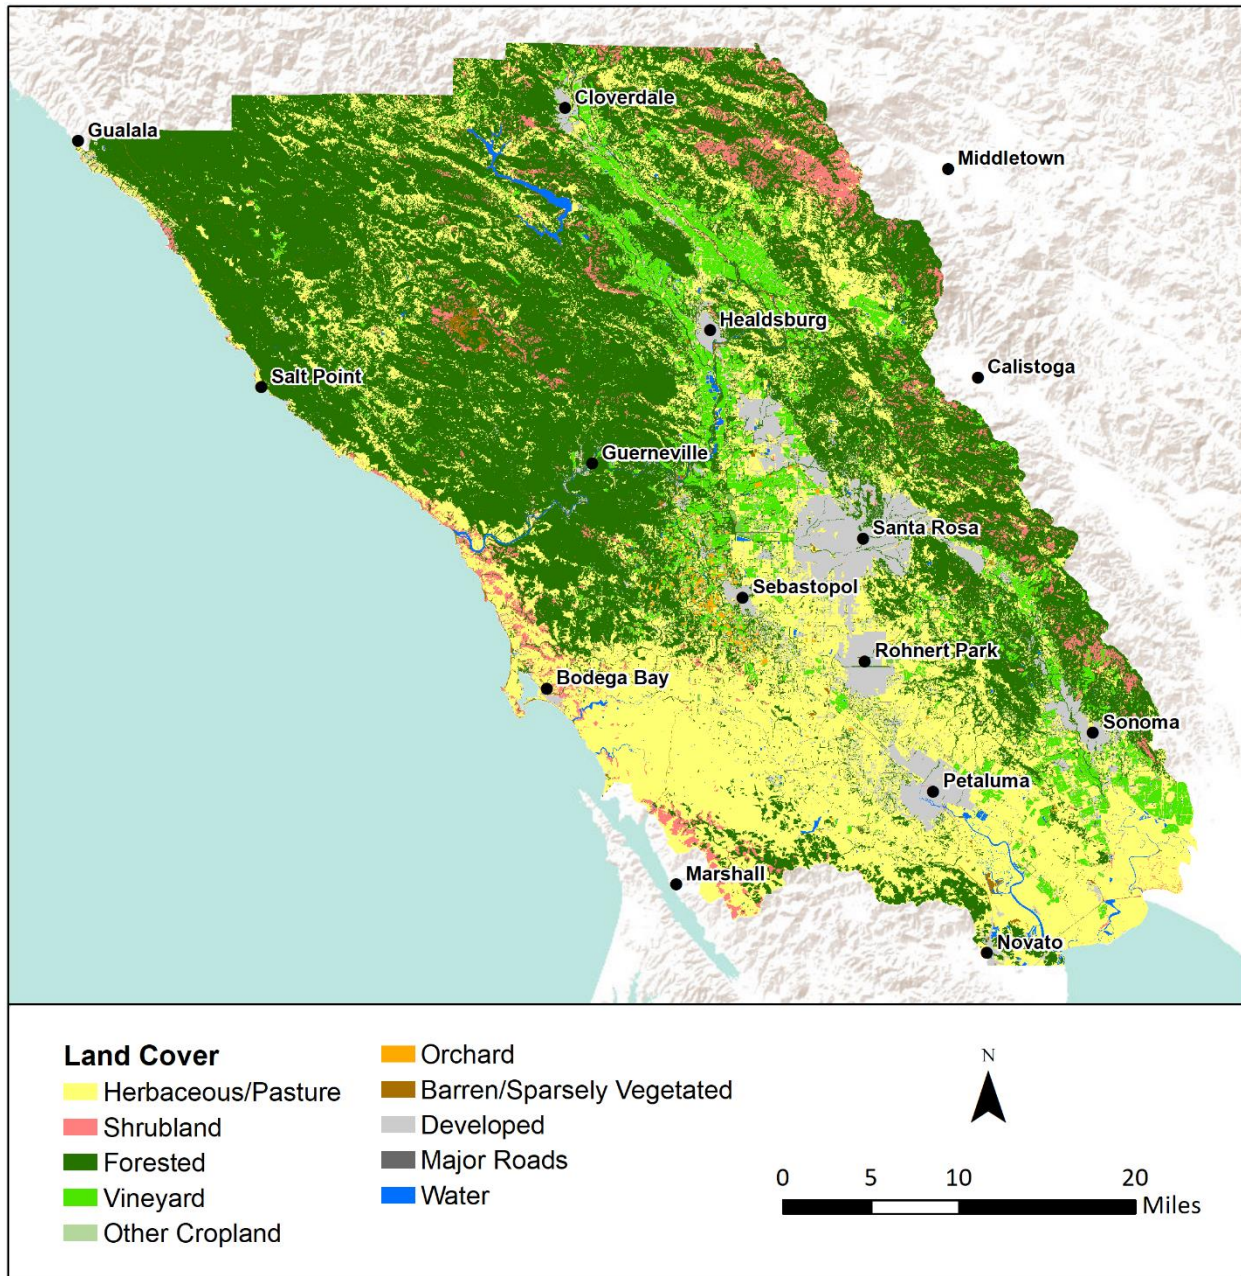 Cloverdale
Gualala
Middletown
Healdsburg
Calistoga
Salt Point
Guerneville
Santa Rosa
Sebastopol
Rohnert Park
Bodega Bay
Sonoma
Petaluma
Marshall
Novato
Land Cover
Herbaceous/Pasture
Shrubland
Forested
Vineyard
Other Cropland
Orchard
Barren/Sparsely Vegetated
Developed
Major Roads
Water
N
0 5 10 20
Miles